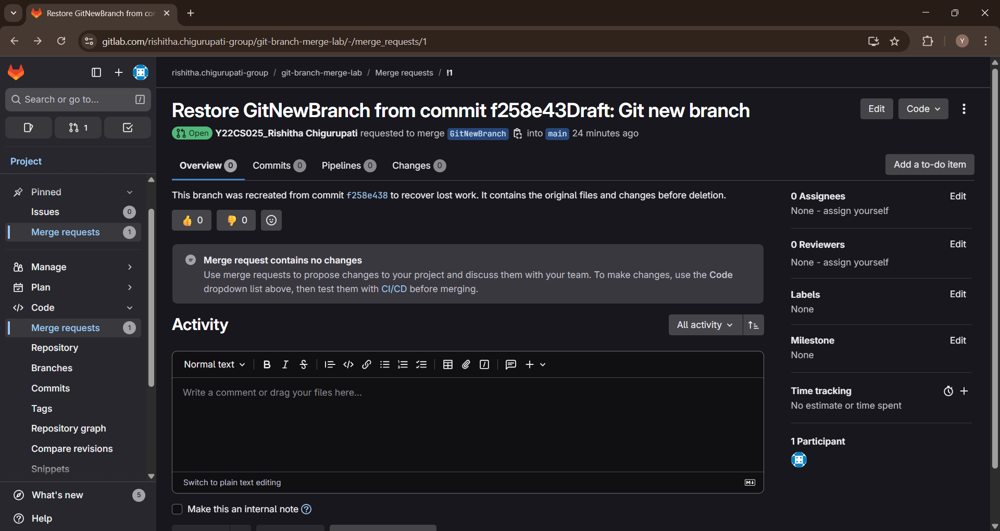 Restore GitNewBranch from cor
gitlab.com/rishitha.chigurupati-group/git-branch-merge-lab/-/merge_requests/1
Y
rishitha.chigurupati-group / git-branch-merge-lab / Merge requests / !1
Search or go to... /
1
Project
Pinned
Issues 0
Merge requests 1
Manage
Plan
Code
Merge requests 1
Repository
Branches
Commits
Tags
Repository graph
Compare revisions
Snippets
What's new 5
Help
Restore GitNewBranch from commit f258e43Draft: Git new branch
Edit
Code
Open Y22CS025_Rishitha Chigurupati requested to merge GitNewBranch into main 24 minutes ago
Overview 0 Commits 0 Pipelines 0 Changes 0
Add a to-do item
This branch was recreated from commit f258e438 to recover lost work. It contains the original files and changes before deletion.
0 0
Merge request contains no changes
Use merge requests to propose changes to your project and discuss them with your team. To make changes, use the Code
dropdown list above, then test them with CI/CD before merging.
Activity
All activity
Normal text B I S
Write a comment or drag your files here...
Switch to plain text editing
M
Make this an internal note ?
0 Assignees Edit
None - assign yourself
0 Reviewers Edit
None - assign yourself
Labels Edit
None
Milestone Edit
None
Time tracking
No estimate or time spent
1 Participant